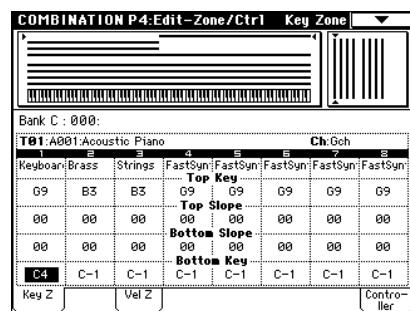 COMBINATION P4:Edit-Zone/Ctrl Key Zone
Bank C : 000:
T01:A001:Acoustic Piano Ch:Gch
1 2 3 4 5 6 7 8
Keyboar Brass Strings FastSyn FastSyn FastSyn FastSyn FastSyn
Top Key
G9 B3 B3 G9 G9 G9 G9 G9
Top Slope
00 00 00 00 00 00 00 00
Bottom Slope
00 00 00 00 00 00 00 00
Bottom Key
C4 C-1 C-1 C-1 C-1 C-1 C-1 C-1
Key Z Vel Z Contro-
ller